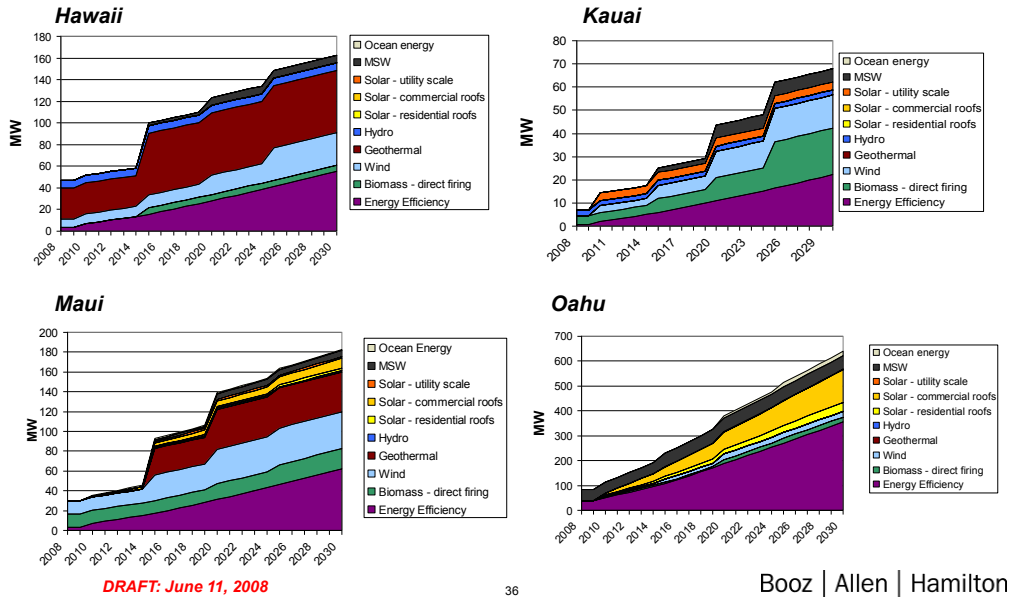 Hawaii
180
160
140
120
100
80
60
40
20
0
MW
2008
2010
2012
2014
2016
2018
2020
2022
2024
2026
2028
2030
Ocean energy
MSW
Solar - utility scale
Solar - commercial roofs
Solar - residential roofs
Hydro
Geothermal
Wind
Biomass - direct firing
Energy Efficiency
Kauai
80
70
60
50
40
30
20
10
0
MW
2008
2011
2014
2017
2020
2023
2026
2029
Ocean energy
MSW
Solar - utility scale
Solar - commercial roofs
Solar - residential roofs
Hydro
Geothermal
Wind
Biomass - direct firing
Energy Efficiency
Maui
200
180
160
140
120
100
80
60
40
20
0
MW
2008
2010
2012
2014
2016
2018
2020
2022
2024
2026
2028
2030
Ocean Energy
MSW
Solar - utility scale
Solar - commercial roofs
Solar - residential roofs
Hydro
Geothermal
Wind
Biomass - direct firing
Energy Efficiency
Oahu
700
600
500
400
300
200
100
0
MW
2008
2010
2012
2014
2016
2018
2020
2022
2024
2026
2028
2030
Ocean energy
MSW
Solar - utility scale
Solar - commercial roofs
Solar - residential roofs
Hydro
Geothermal
Wind
Biomass - direct firing
Energy Efficiency
DRAFT: June 11, 2008
36
Booz | Allen | Hamilton